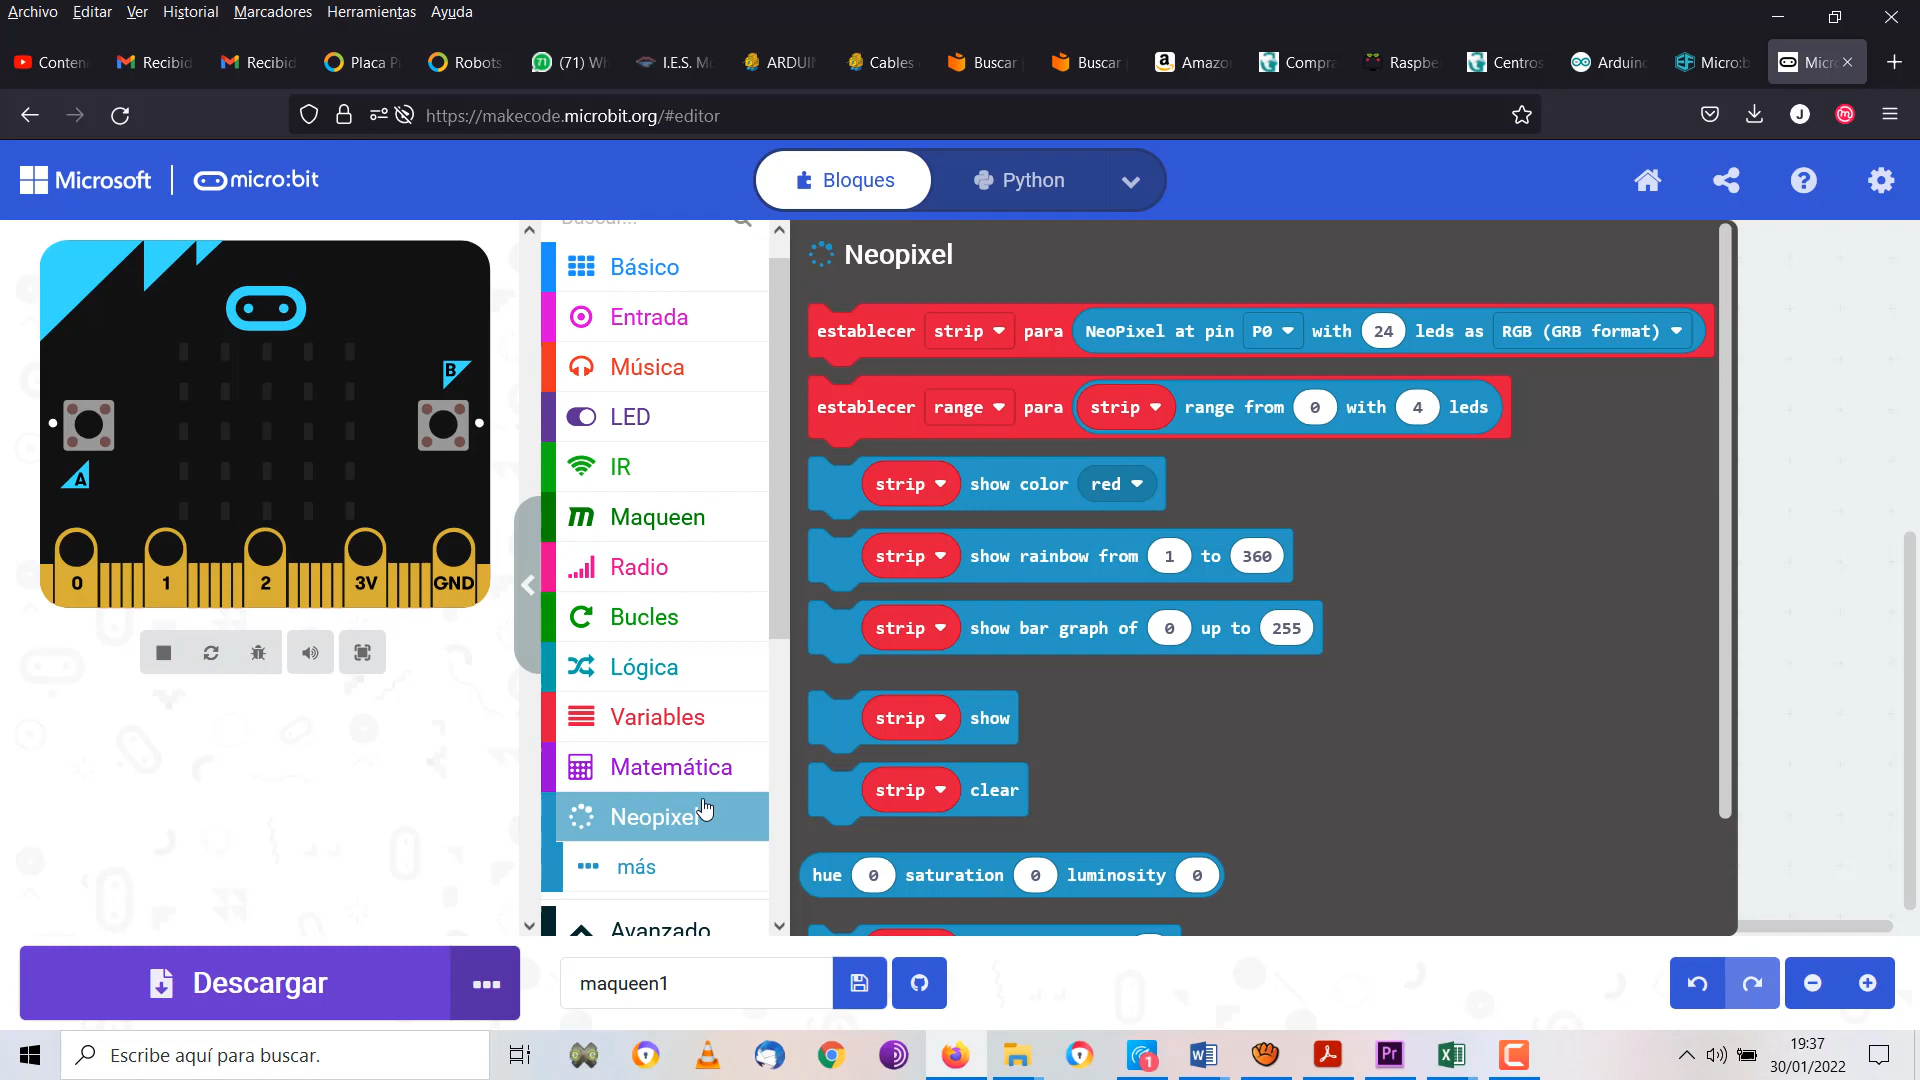 Archivo Editar Ver Historial Marcadores Herramientas Ayuda
Conten Recibid Recibid Placa P Robots (71) Wh I.E.S. Mo ARDUI Cables Buscar Buscar Amazo Compra Raspbe Centros Arduino Micro:b Micro
https://makecode.microbit.org/#editor
Microsoft micro:bit Bloques Python
Buscar...
Básico
Entrada
Música
LED
IR
Maqueen
Radio
Bucles
Lógica
Variables
Matemática
Neopixel
más
Avanzado
B
A
0 1 2 3V GND
Neopixel
establecer strip para NeoPixel at pin P0 with 24 leds as RGB (GRB format)
establecer range para strip range from 0 with 4 leds
strip show color red
strip show rainbow from 1 to 360
strip show bar graph of 0 up to 255
strip show
strip clear
hue 0 saturation 0 luminosity 0
Descargar maqueen1
Escribe aquí para buscar.
19:37
30/01/2022